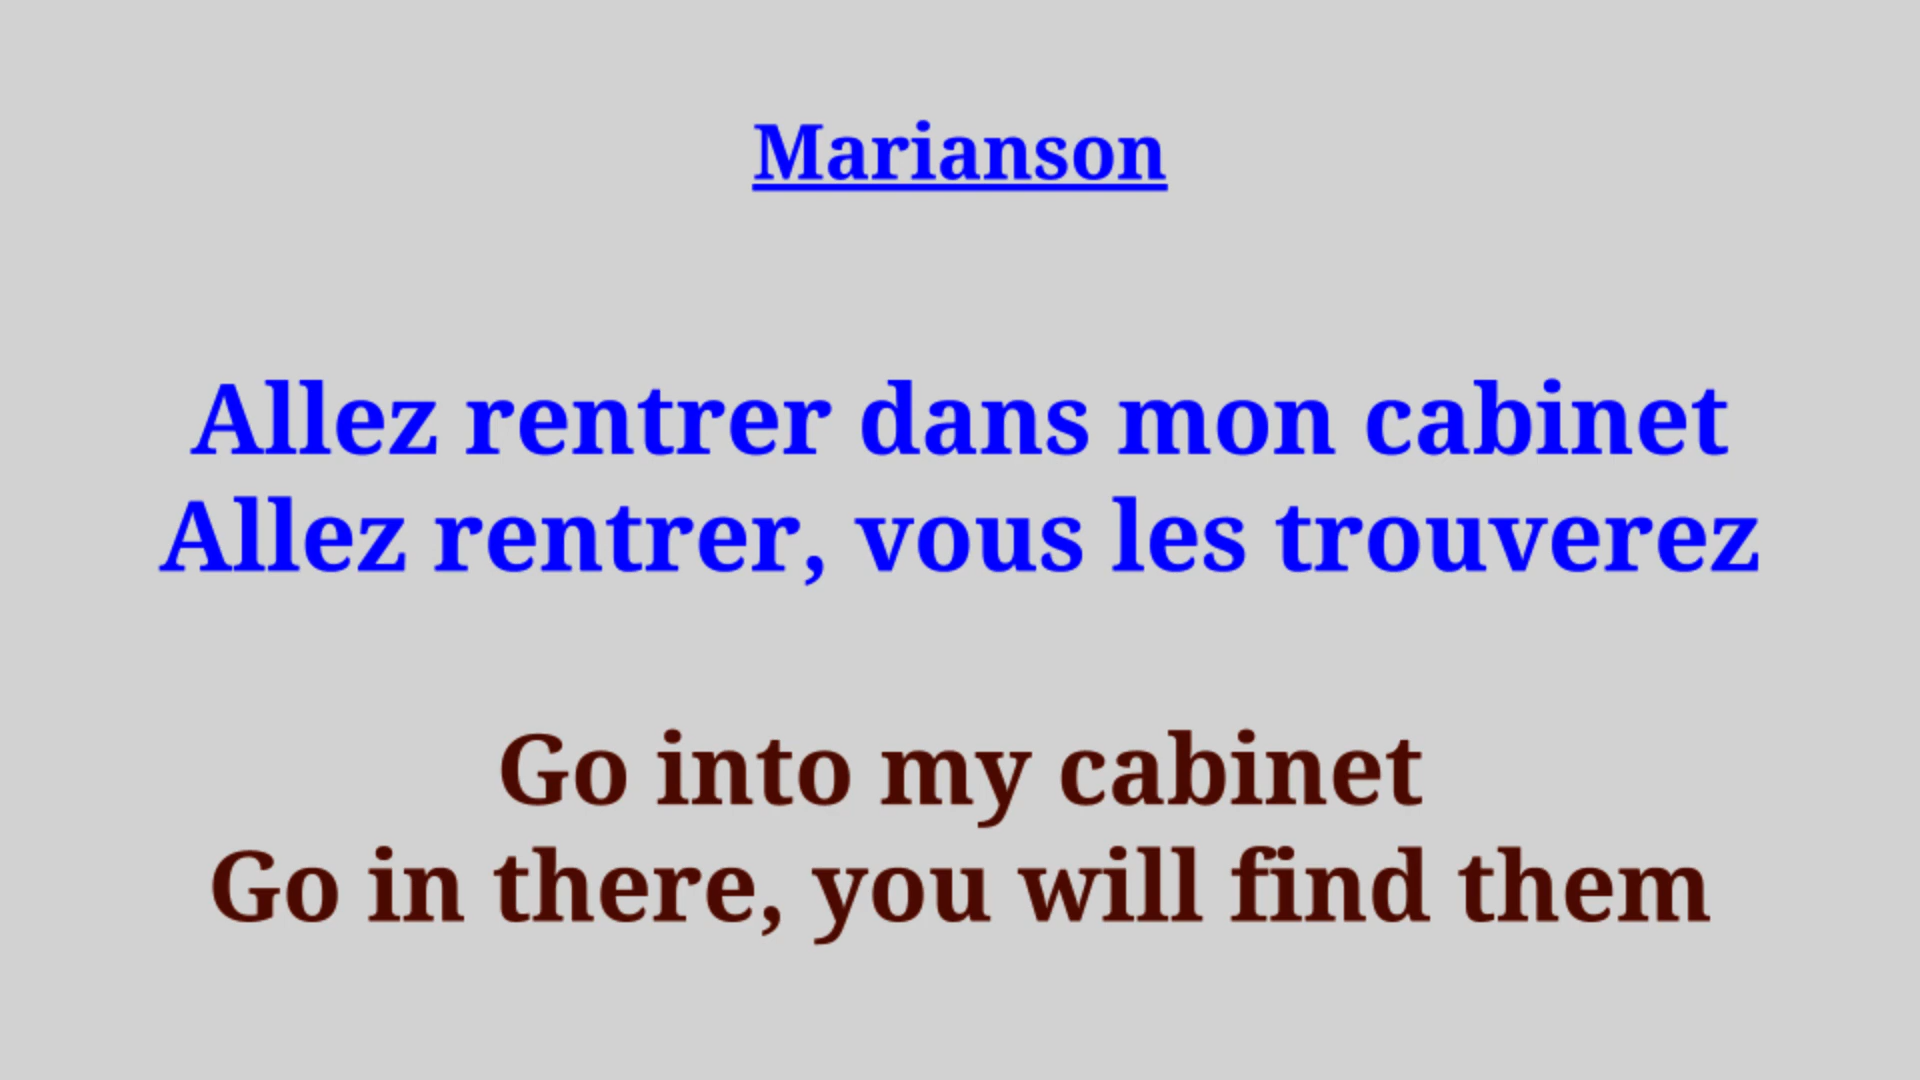 Marianson
Allez rentrer dans mon cabinet
Allez rentrer, vous les trouverez
Go into my cabinet
Go in there, you will find them